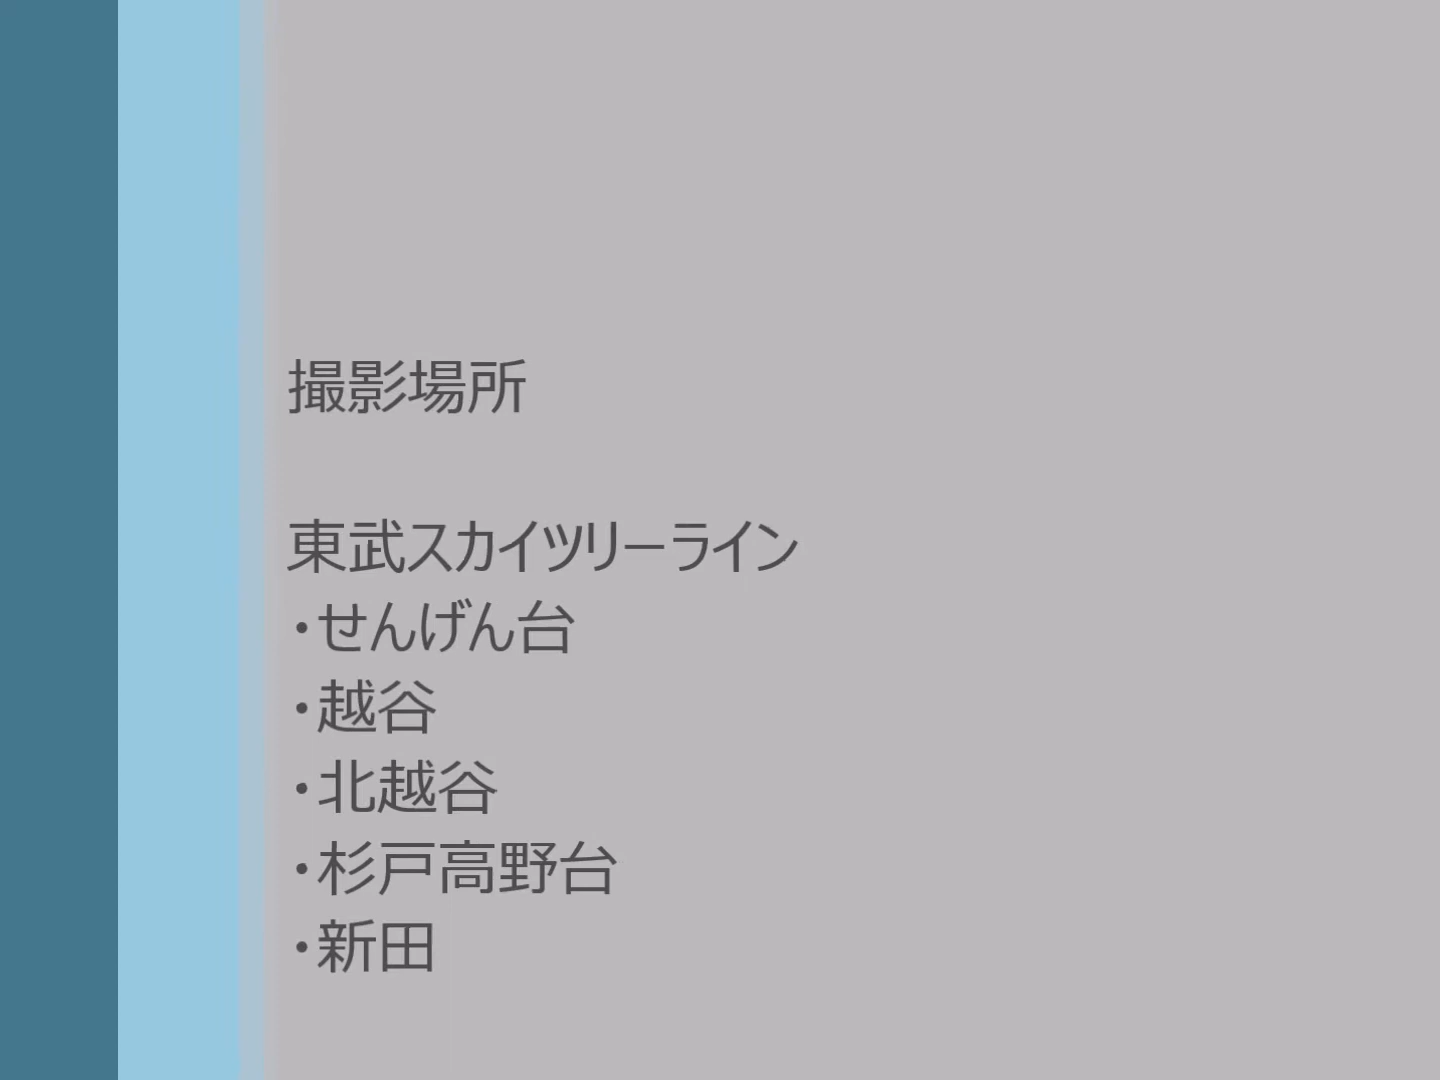 撮影場所
東武スカイツリーライン
・せんげん台
・越谷
・北越谷
・杉戸高野台
・新田